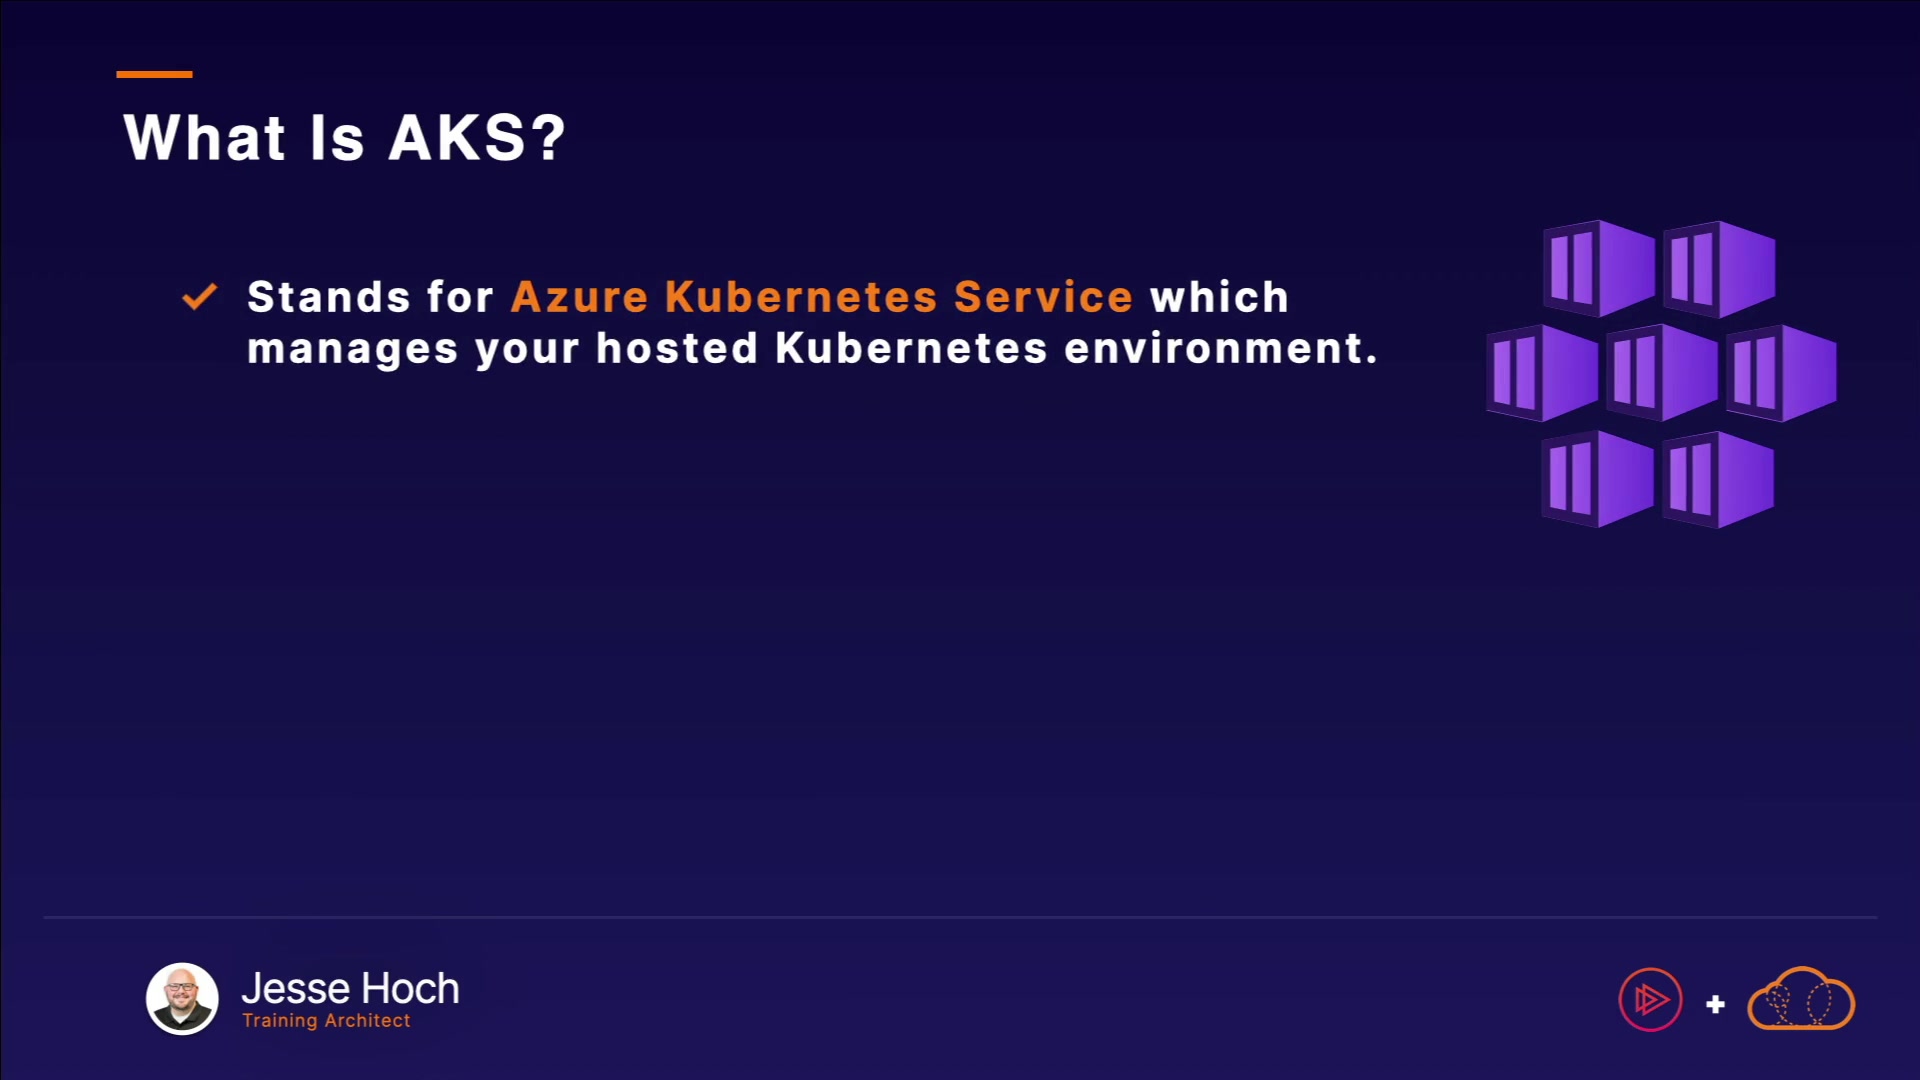 What Is AKS?
Stands for Azure Kubernetes Service which
manages your hosted Kubernetes environment.
Jesse Hoch
Training Architect
+